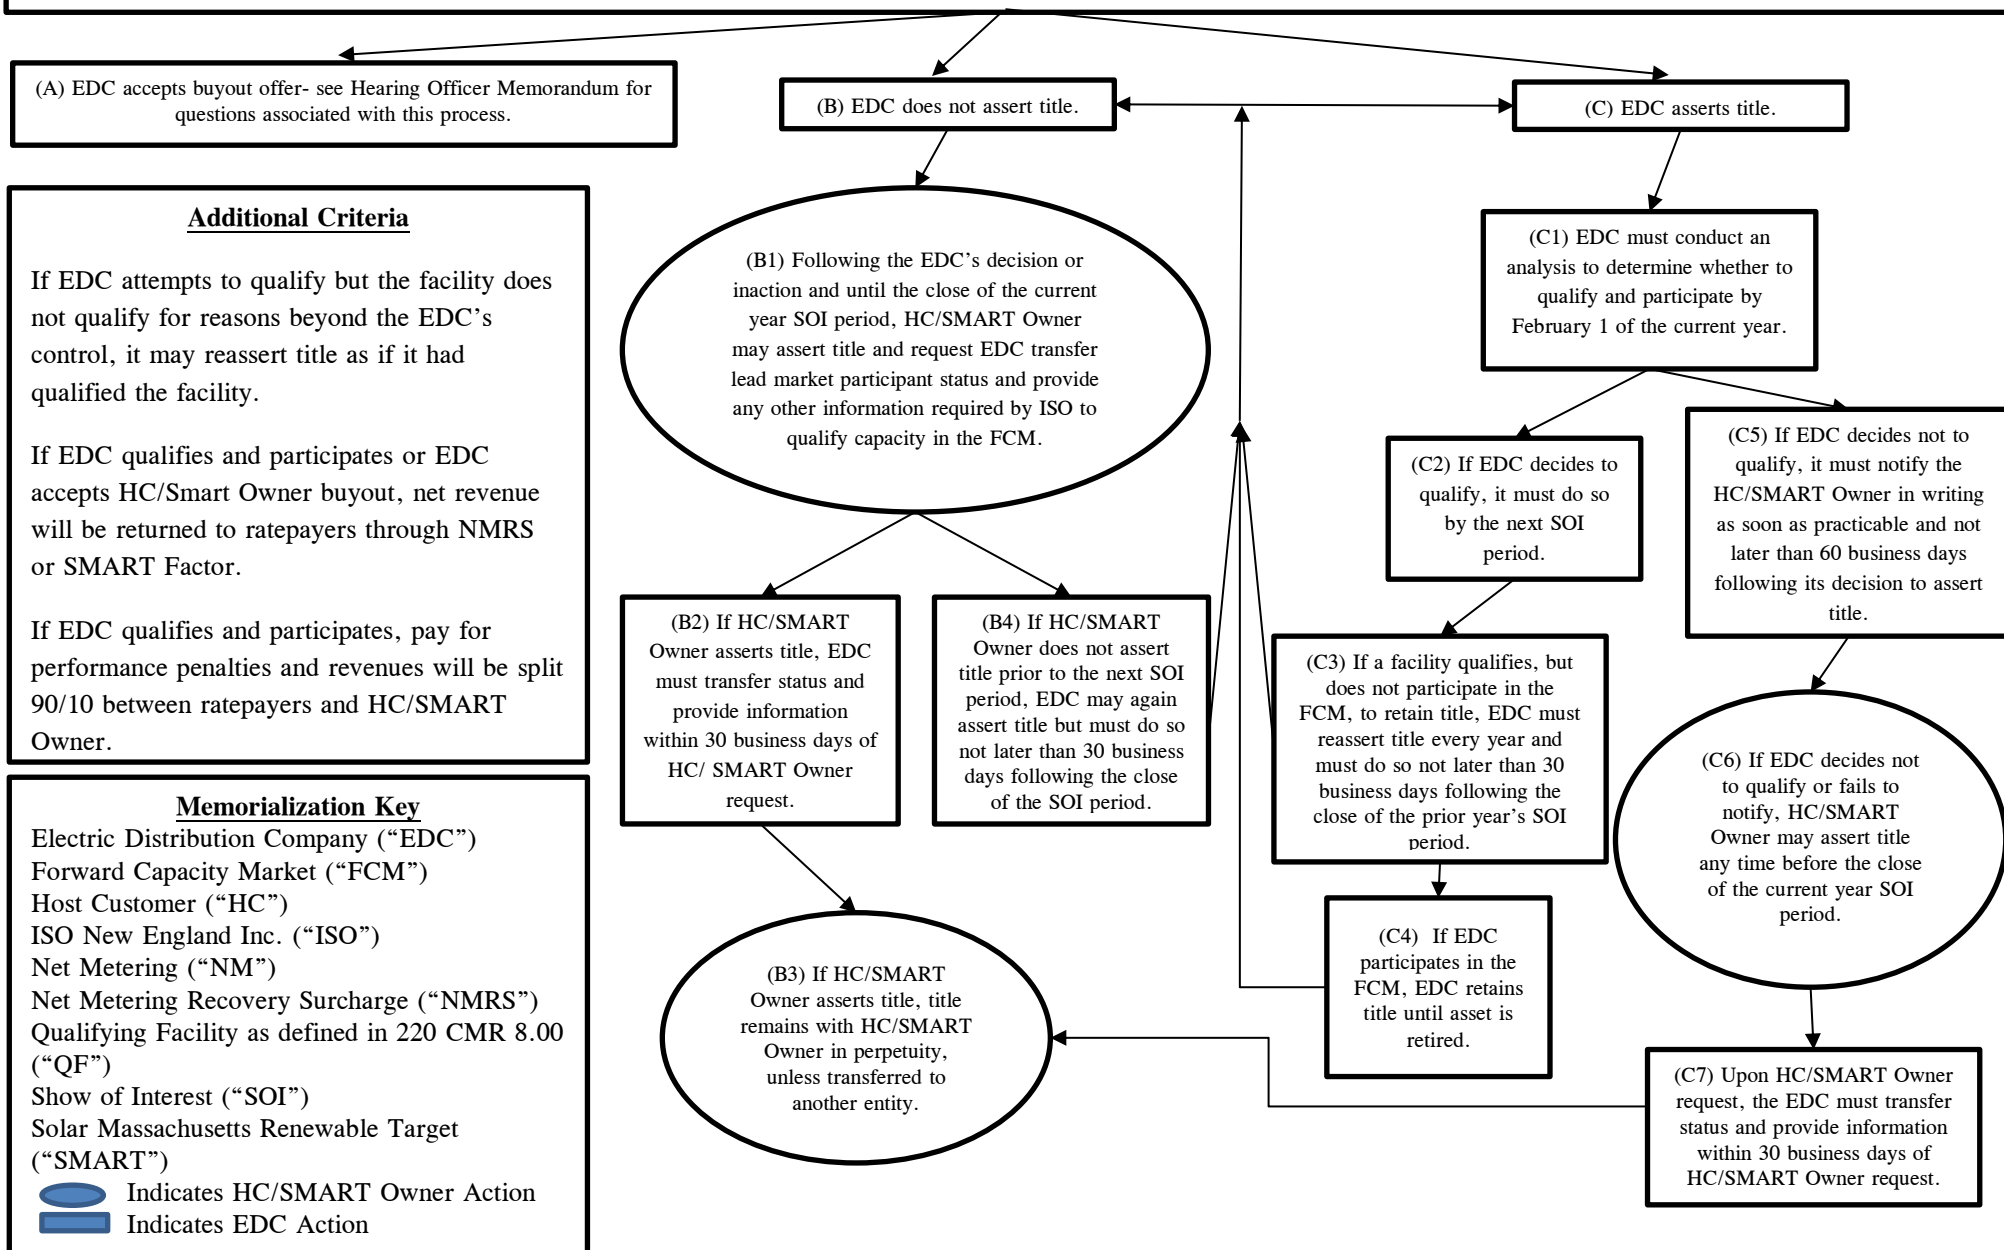 (A) EDC accepts buyout offer- see Hearing Officer Memorandum for
questions associated with this process.
(B) EDC does not assert title.
(C) EDC asserts title.
Additional Criteria
If EDC attempts to qualify but the facility does
not qualify for reasons beyond the EDC’s
control, it may reassert title as if it had
qualified the facility.
If EDC qualifies and participates or EDC
accepts HC/Smart Owner buyout, net revenue
will be returned to ratepayers through NMRS
or SMART Factor.
If EDC qualifies and participates, pay for
performance penalties and revenues will be split
90/10 between ratepayers and HC/SMART
Owner.
Memorialization Key
Electric Distribution Company (“EDC”)
Forward Capacity Market (“FCM”)
Host Customer (“HC”)
ISO New England Inc. (“ISO”)
Net Metering (“NM”)
Net Metering Recovery Surcharge (“NMRS”)
Qualifying Facility as defined in 220 CMR 8.00
(“QF”)
Show of Interest (“SOI”)
Solar Massachusetts Renewable Target
(“SMART”)
Indicates HC/SMART Owner Action
Indicates EDC Action
(B1) Following the EDC’s decision or
inaction and until the close of the current
year SOI period, HC/SMART Owner
may assert title and request EDC transfer
lead market participant status and provide
any other information required by ISO to
qualify capacity in the FCM.
(B2) If HC/SMART
Owner asserts title, EDC
must transfer status and
provide information
within 30 business days of
HC/ SMART Owner
request.
(B4) If HC/SMART
Owner does not assert
title prior to the next SOI
period, EDC may again
assert title but must do so
not later than 30 business
days following the close
of the SOI period.
(B3) If HC/SMART
Owner asserts title, title
remains with HC/SMART
Owner in perpetuity,
unless transferred to
another entity.
(C1) EDC must conduct an
analysis to determine whether to
qualify and participate by
February 1 of the current year.
(C2) If EDC decides to
qualify, it must do so
by the next SOI
period.
(C3) If a facility qualifies, but
does not participate in the
FCM, to retain title, EDC must
reassert title every year and
must do so not later than 30
business days following the
close of the prior year’s SOI
period.
(C4) If EDC
participates in the
FCM, EDC retains
title until asset is
retired.
(C5) If EDC decides not to
qualify, it must notify the
HC/SMART Owner in writing
as soon as practicable and not
later than 60 business days
following its decision to assert
title.
(C6) If EDC decides not
to qualify or fails to
notify, HC/SMART
Owner may assert title
any time before the close
of the current year SOI
period.
(C7) Upon HC/SMART Owner
request, the EDC must transfer
status and provide information
within 30 business days of
HC/SMART Owner request.